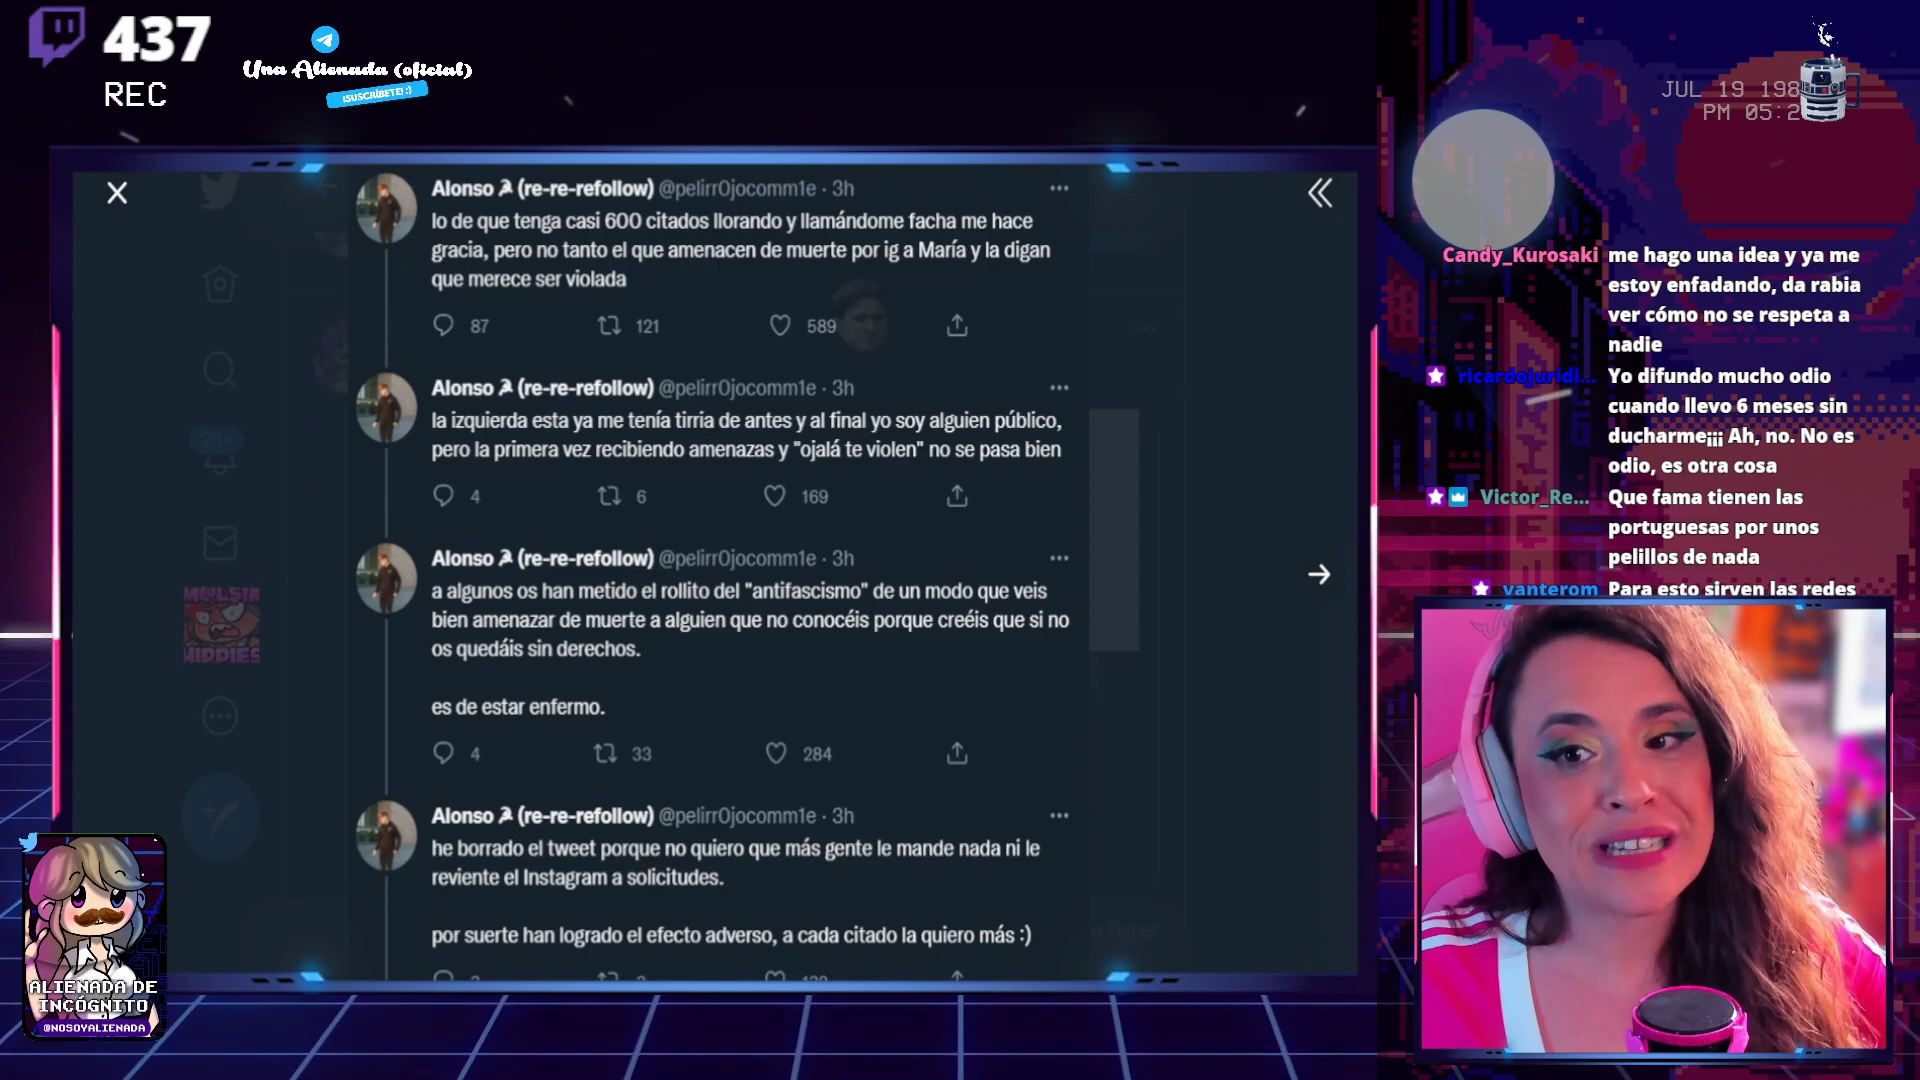 437
REC
Una Alienada (oficial)
¡SUSCRÍBETE! :)
JUL 19 198
PM 05:2
Alonso ☭ (re-re-refollow) @pelirr0jocomm1e · 3h
lo de que tenga casi 600 citados llorando y llamándome facha me hace
gracia, pero no tanto el que amenacen de muerte por ig a María y la digan
que merece ser violada
87 121 589
Alonso ☭ (re-re-refollow) @pelirr0jocomm1e · 3h
la izquierda esta ya me tenía tirria de antes y al final yo soy alguien público,
pero la primera vez recibiendo amenazas y "ojalá te violen" no se pasa bien
4 6 169
Alonso ☭ (re-re-refollow) @pelirr0jocomm1e · 3h
a algunos os han metido el rollito del "antifascismo" de un modo que veis
bien amenazar de muerte a alguien que no conocéis porque creéis que si no
os quedáis sin derechos.
es de estar enfermo.
4 33 284
Alonso ☭ (re-re-refollow) @pelirr0jocomm1e · 3h
he borrado el tweet porque no quiero que más gente le mande nada ni le
reviente el Instagram a solicitudes.
por suerte han logrado el efecto adverso, a cada citado la quiero más :)
20+
Tweet
Candy_Kurosaki me hago una idea y ya me
estoy enfadando, da rabia
ver cómo no se respeta a
nadie
ricardojuridi... Yo difundo mucho odio
cuando llevo 6 meses sin
ducharme¡¡¡ Ah, no. No es
odio, es otra cosa
Victor_Re... Que fama tienen las
portuguesas por unos
pelillos de nada
vanterom Para esto sirven las redes
ALIENADA DE
INCÓGNITO
@NOSOYALIENADA